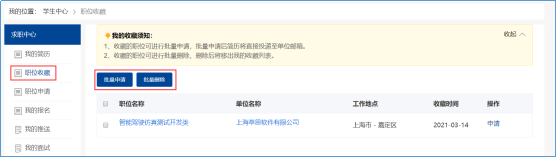 我的位置： 学生中心 > 职位收藏
求职中心
我的简历
职位收藏
职位申请
我的报名
我的推送
我的面试
我的收藏须知：
收起
1、收藏的职位可进行批量申请，批量申请后简历将直接投递至单位邮箱。
2、收藏的职位可进行批量删除，删除后将移出我的收藏列表。
批量申请 批量删除
职位名称 单位名称 工作地点 收藏时间 操作
智能驾驶仿真测试开发类 上海萃思软件有限公司 上海市 - 嘉定区 2021-03-14 申请